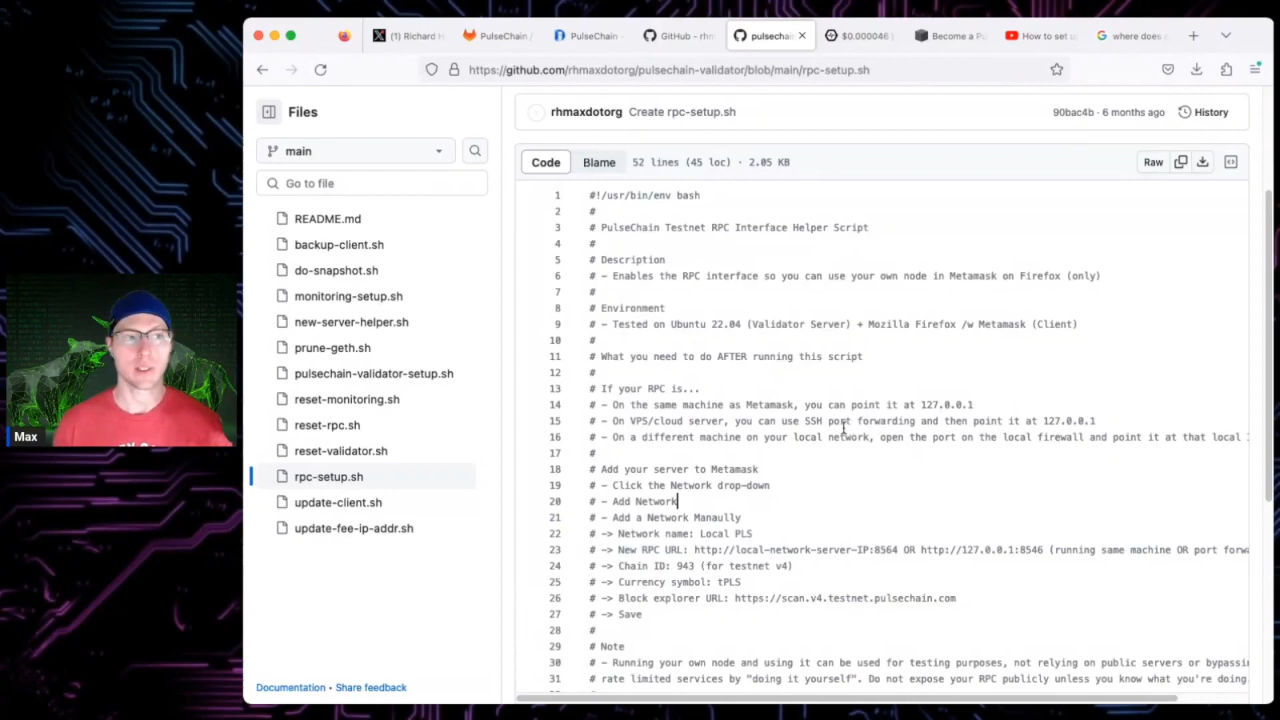 (1) Richard H
PulseChain /
PulseChain -
GitHub - rhm
pulsechai
$0.000046
Become a P
How to set u
where does
https://github.com/rhmaxdotorg/pulsechain-validator/blob/main/rpc-setup.sh
Files
main
Go to file
README.md
backup-client.sh
do-snapshot.sh
monitoring-setup.sh
new-server-helper.sh
prune-geth.sh
pulsechain-validator-setup.sh
reset-monitoring.sh
reset-rpc.sh
reset-validator.sh
rpc-setup.sh
update-client.sh
update-fee-ip-addr.sh
Documentation • Share feedback
rhmaxdotorg Create rpc-setup.sh
90bac4b · 6 months ago
History
Code
Blame
52 lines (45 loc) · 2.05 KB
Raw
1 #!/usr/bin/env bash
2 #
3 # PulseChain Testnet RPC Interface Helper Script
4 #
5 # Description
6 # - Enables the RPC interface so you can use your own node in Metamask on Firefox (only)
7 #
8 # Environment
9 # - Tested on Ubuntu 22.04 (Validator Server) + Mozilla Firefox /w Metamask (Client)
10 #
11 # What you need to do AFTER running this script
12 #
13 # If your RPC is...
14 # - On the same machine as Metamask, you can point it at 127.0.0.1
15 # - On VPS/cloud server, you can use SSH port forwarding and then point it at 127.0.0.1
16 # - On a different machine on your local network, open the port on the local firewall and point it at that local
17 #
18 # Add your server to Metamask
19 # - Click the Network drop-down
20 # - Add Network
21 # - Add a Network Manaully
22 # -> Network name: Local PLS
23 # -> New RPC URL: http://local-network-server-IP:8564 OR http://127.0.0.1:8546 (running same machine OR port forwa
24 # -> Chain ID: 943 (for testnet v4)
25 # -> Currency symbol: tPLS
26 # -> Block explorer URL: https://scan.v4.testnet.pulsechain.com
27 # -> Save
28 #
29 # Note
30 # - Running your own node and using it can be used for testing purposes, not relying on public servers or bypassin
31 # rate limited services by "doing it yourself". Do not expose your RPC publicly unless you know what you're doing.
Max